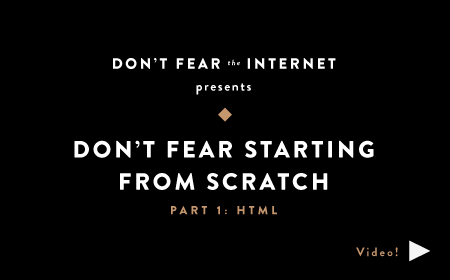 DON'T FEAR the INTERNET
presents
DON'T FEAR STARTING
FROM SCRATCH
PART 1: HTML
Video!